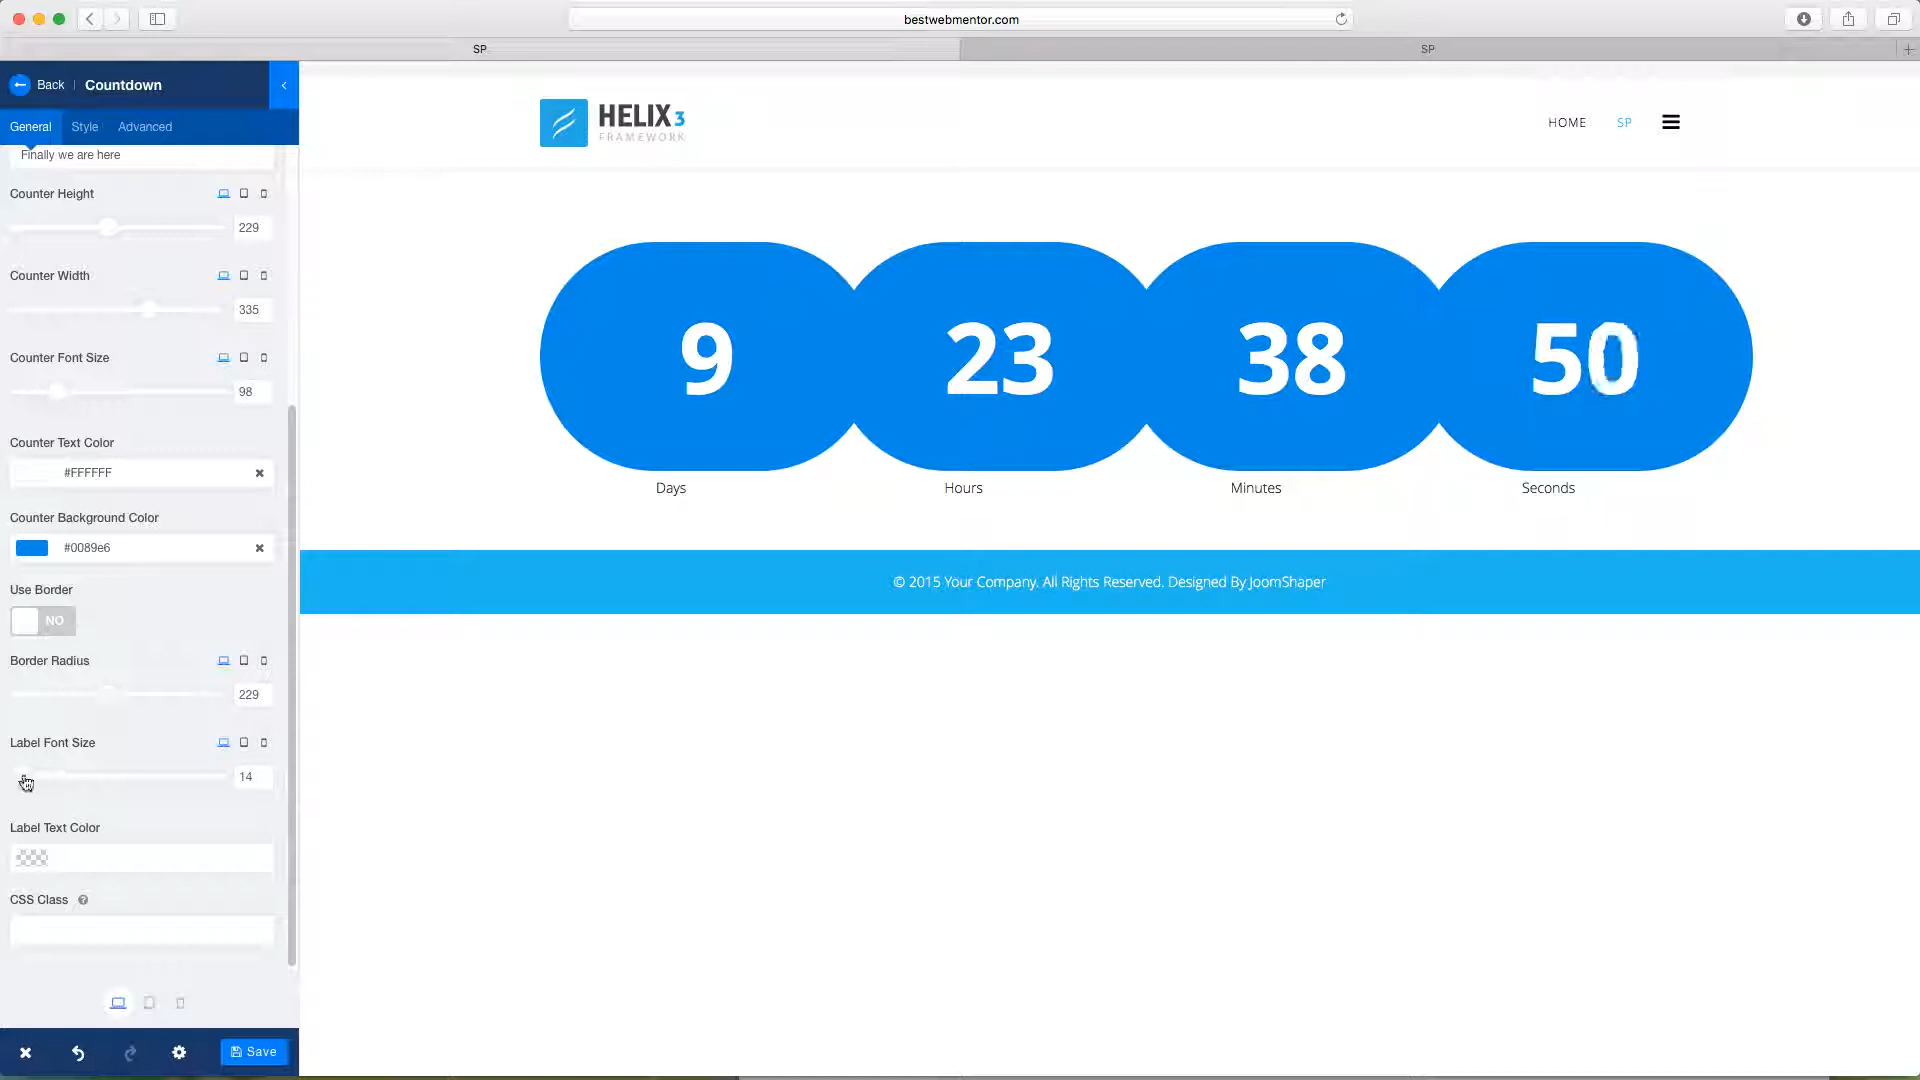 bestwebmentor.com
SP
SP
Back
Countdown
General
Style
Advanced
Finally we are here
Counter Height
229
Counter Width
335
Counter Font Size
98
Counter Text Color
#FFFFFF
Counter Background Color
#0089e6
Use Border
NO
Border Radius
229
Label Font Size
14
Label Text Color
CSS Class
Save
HELIX3
FRAMEWORK
HOME
SP
9
23
38
50
Days
Hours
Minutes
Seconds
© 2015 Your Company. All Rights Reserved. Designed By JoomShaper